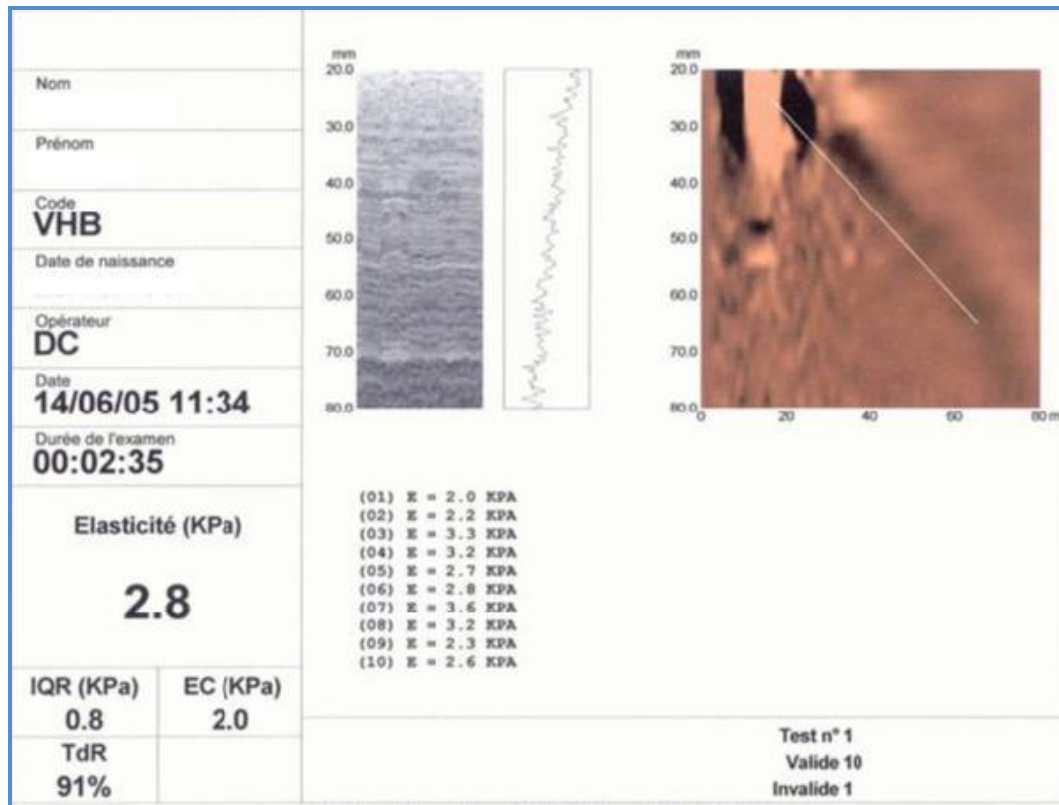 Nom
Prénom
Code
VHB
Date de naissance
Opérateur
DC
Date
14/06/05 11:34
Durée de l'examen
00:02:35
Elasticité (KPa)
2.8
IQR (KPa) EC (KPa)
0.8 2.0
TdR
91%
mm
20.0
30.0
40.0
50.0
60.0
70.0
80.0
mm
20.0
30.0
40.0
50.0
60.0
70.0
80.0
0 20 40 60 80 m
(01) E = 2.0 KPA
(02) E = 2.2 KPA
(03) E = 3.3 KPA
(04) E = 3.2 KPA
(05) E = 2.7 KPA
(06) E = 2.8 KPA
(07) E = 3.6 KPA
(08) E = 3.2 KPA
(09) E = 2.3 KPA
(10) E = 2.6 KPA
Test n° 1
Valide 10
Invalide 1